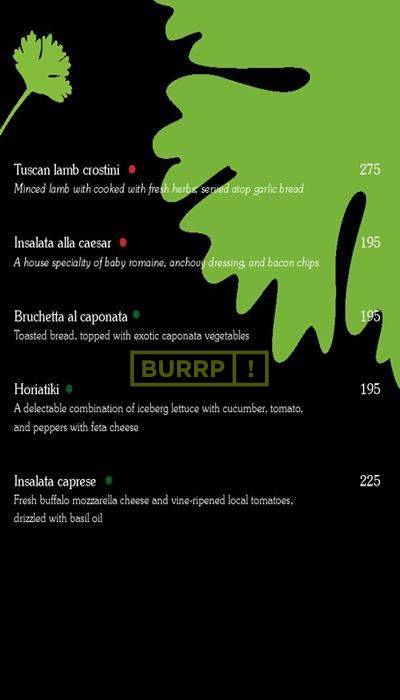 Tuscan lamb crostini 275
Minced lamb with cooked with fresh herbs; served atop garlic bread
Insalata alla caesar 195
A house speciality of baby romaine, anchovy dressing, and bacon chips
Bruchetta al caponata 195
Toasted bread, topped with exotic caponata vegetables
BURRP !
Horiatiki 195
A delectable combination of iceberg lettuce with cucumber, tomato,
and peppers with feta cheese
Insalata caprese 225
Fresh buffalo mozzarella cheese and vine-ripened local tomatoes,
drizzled with basil oil